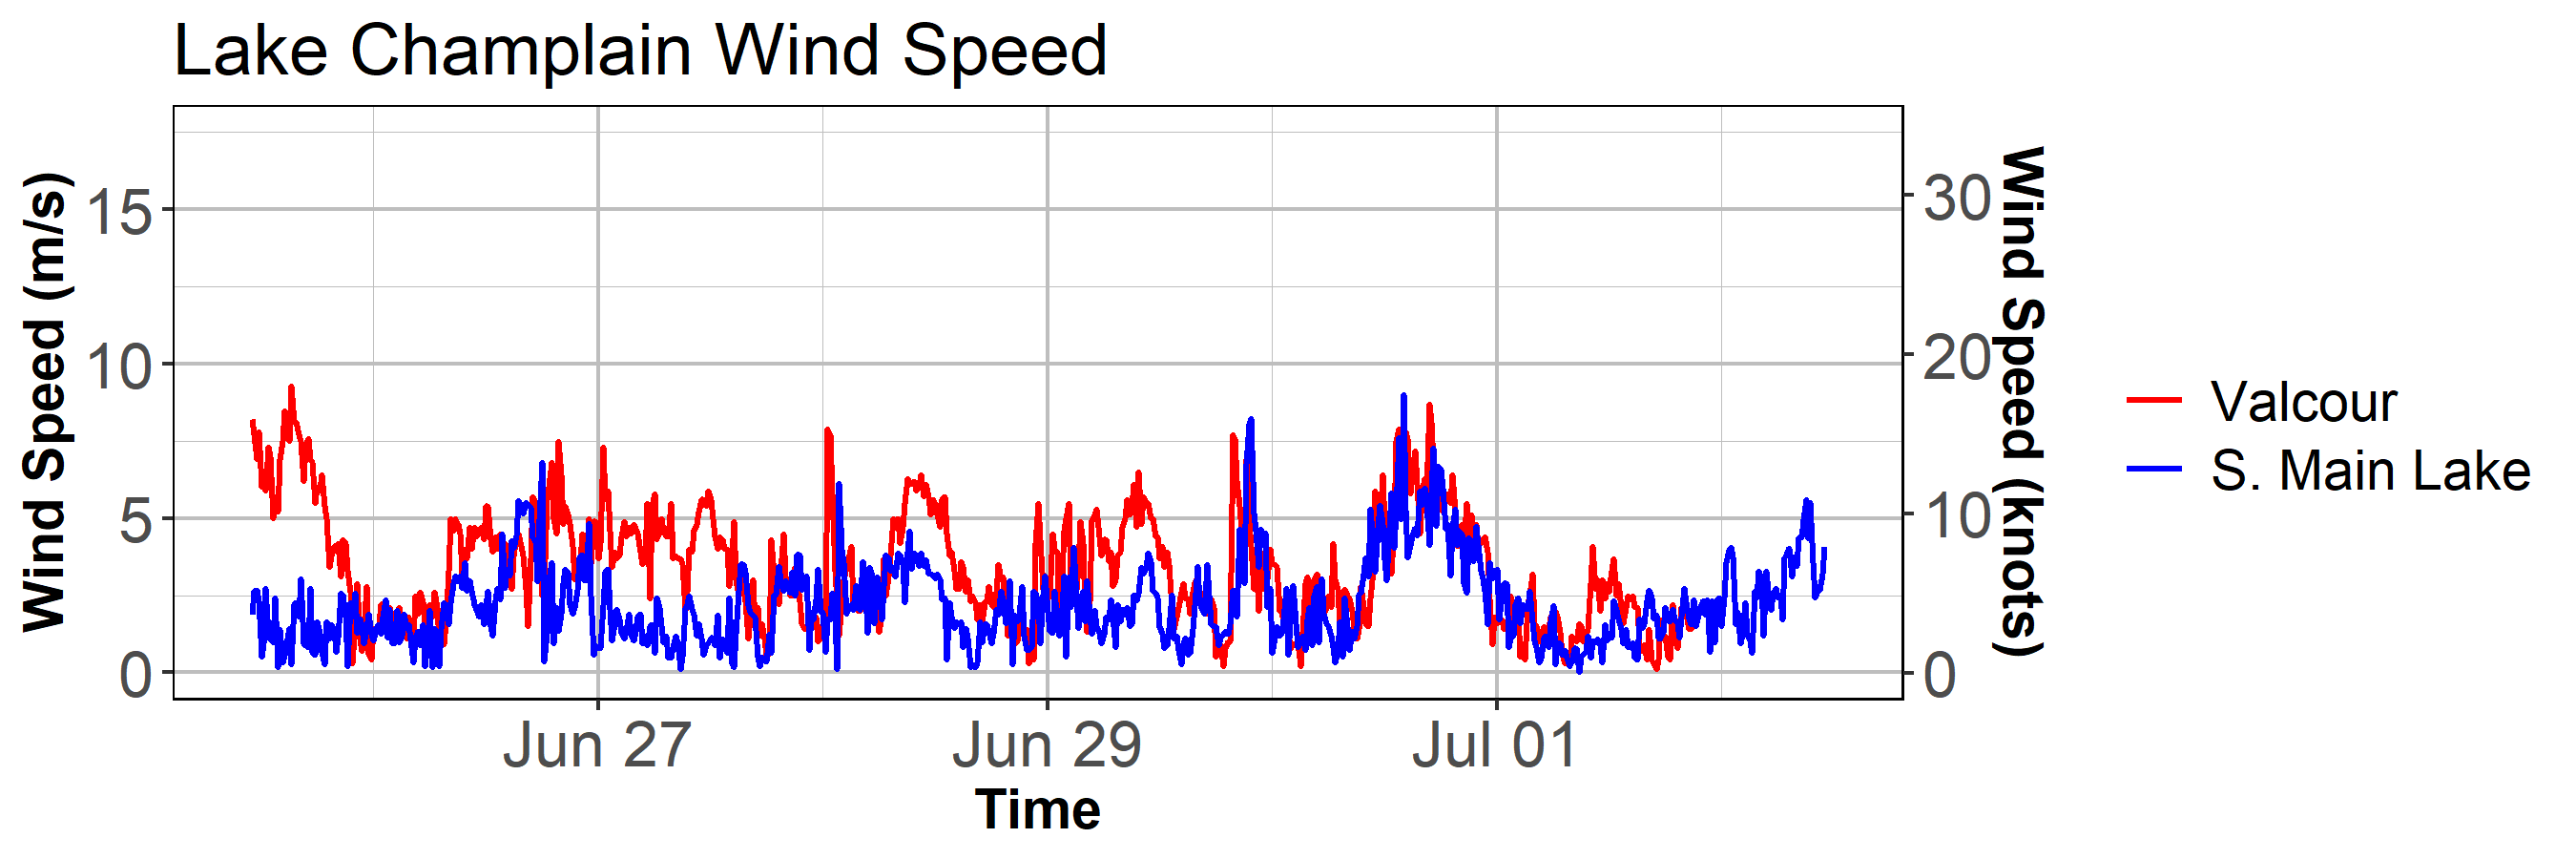 Lake Champlain Wind Speed
Wind Speed (m/s)
15
10
5
0
30
20
10
0
Wind Speed (knots)
Jun 27
Jun 29
Jul 01
Time
Valcour
S. Main Lake